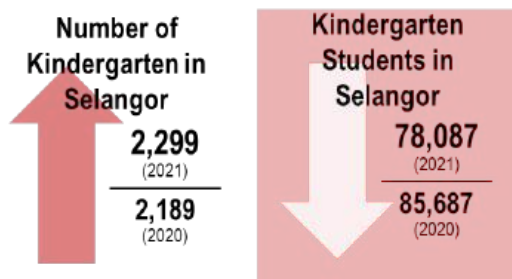 Number of
Kindergarten in
Selangor
2,299
(2021)
2,189
(2020)
Kindergarten
Students in
Selangor
78,087
(2021)
85,687
(2020)